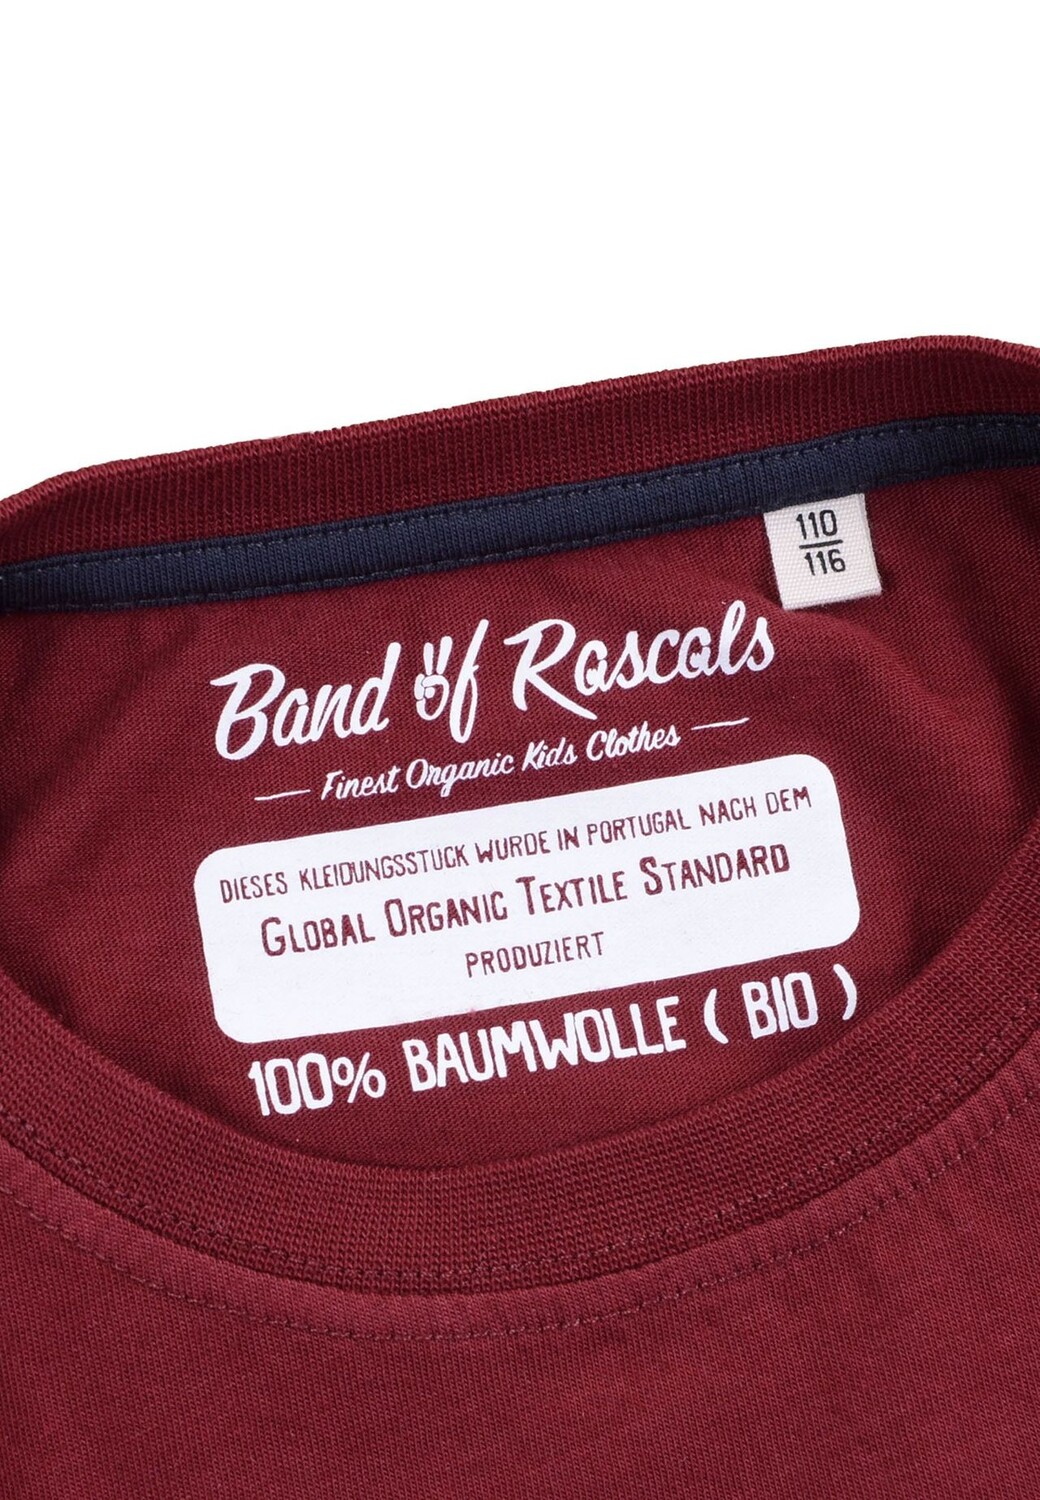 110
116
Band Of Rascals
Finest Organic Kids Clothes
DIESES KLEIDUNGSSTUCK WURDE IN PORTUGAL NACH DEM
GLOBAL ORGANIC TEXTILE STANDARD
PRODUZIERT
100% BAUMWOLLE ( BIO )